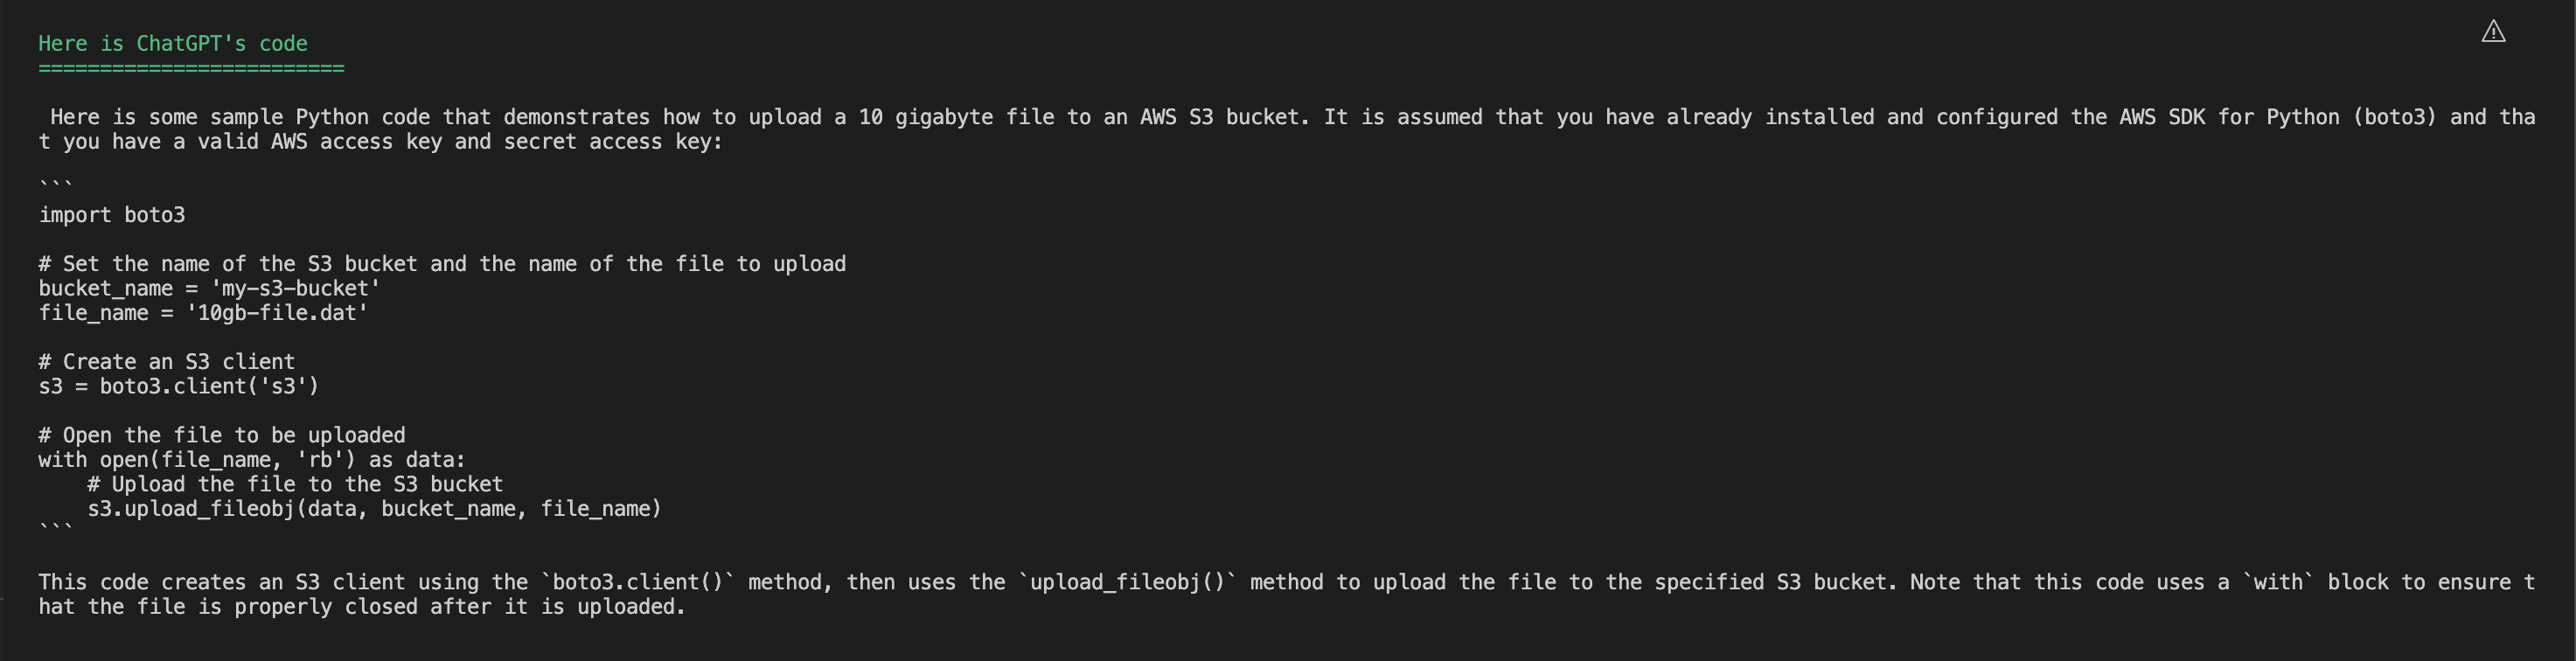 Here is ChatGPT's code
=========================
Here is some sample Python code that demonstrates how to upload a 10 gigabyte file to an AWS S3 bucket. It is assumed that you have already installed and configured the AWS SDK for Python (boto3) and tha
t you have a valid AWS access key and secret access key:
```
import boto3
# Set the name of the S3 bucket and the name of the file to upload
bucket_name = 'my-s3-bucket'
file_name = '10gb-file.dat'
# Create an S3 client
s3 = boto3.client('s3')
# Open the file to be uploaded
with open(file_name, 'rb') as data:
    # Upload the file to the S3 bucket
    s3.upload_fileobj(data, bucket_name, file_name)
```
This code creates an S3 client using the `boto3.client()` method, then uses the `upload_fileobj()` method to upload the file to the specified S3 bucket. Note that this code uses a `with` block to ensure t
hat the file is properly closed after it is uploaded.